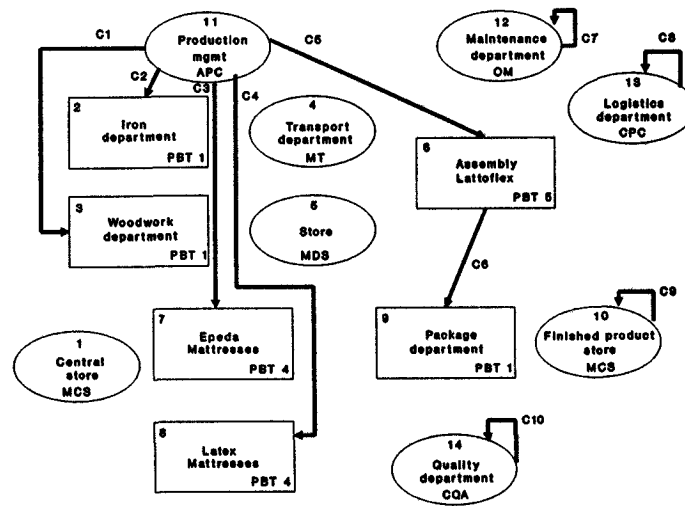 11
Production
mgmt
APC
C1
C2
C3
C4
C5
12
Maintenance
department
OM
C7
C8
13
Logistics
department
CPC
2
Iron
department
PBT 1
4
Transport
department
MT
6
Assembly
Lattoflex
PBT 5
3
Woodwork
department
PBT 1
5
Store
MDS
C6
7
Epeda
Mattresses
PBT 4
9
Package
department
PBT 1
C9
10
Finished product
store
MCS
1
Central
store
MCS
8
Latex
Mattresses
PBT 4
C10
14
Quality
department
CQA